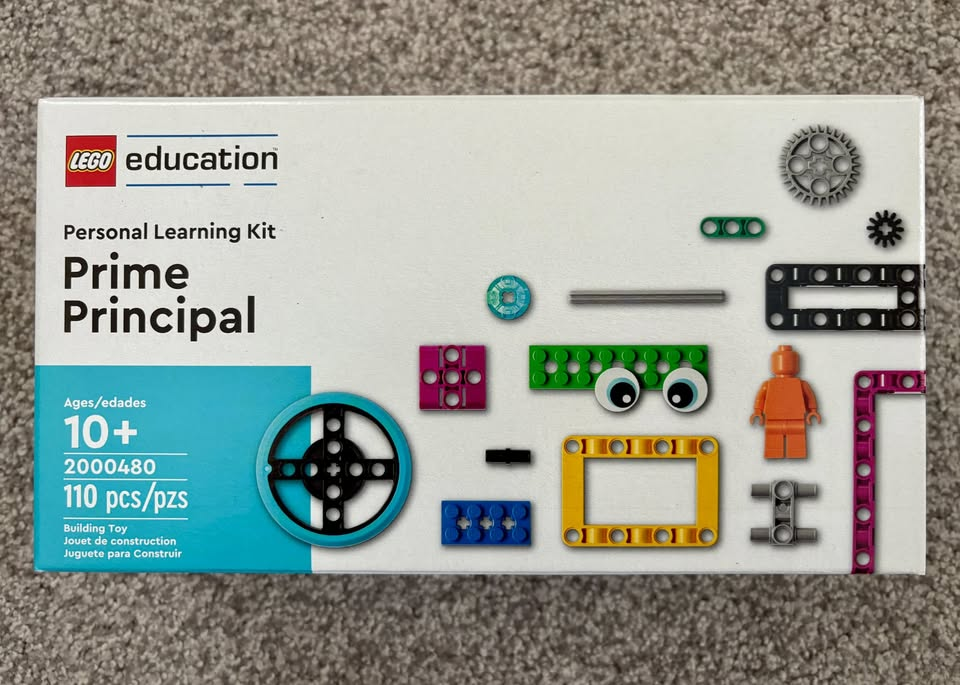 LEGO education™
Personal Learning Kit
Prime
Principal
Ages/edades
10+
2000480
110 pcs/pzs
Building Toy
Jouet de construction
Juguete para Construir